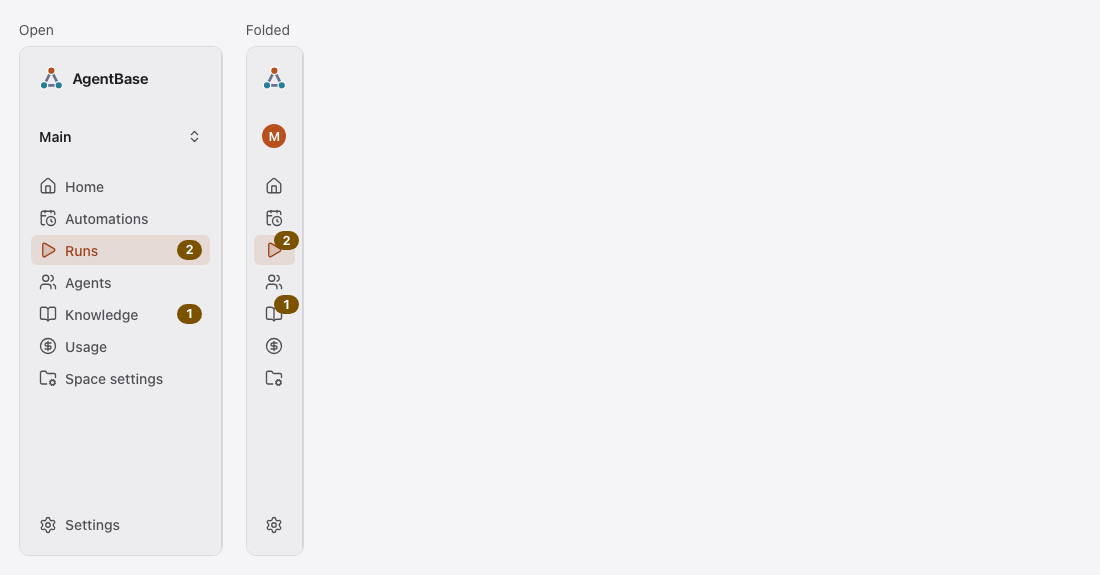 Open
AgentBase
Main
Home
Automations
Runs 2
Agents
Knowledge 1
Usage
Space settings
Settings
Folded
M
2
1